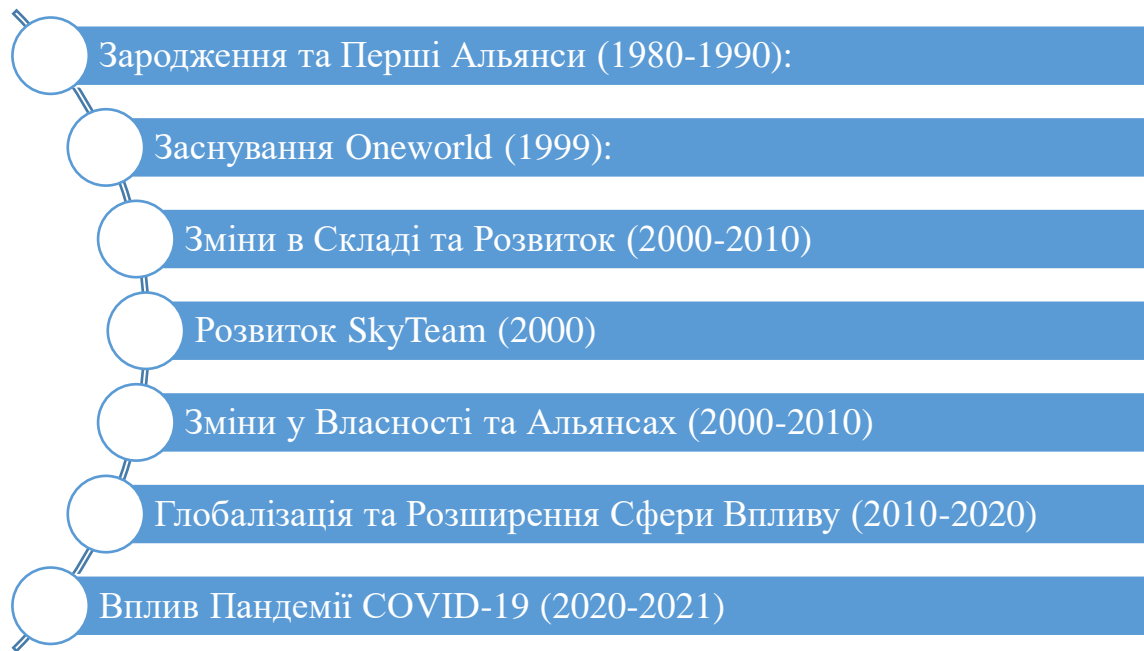 Зародження та Перші Альянси (1980-1990):
Заснування Oneworld (1999):
Зміни в Складі та Розвиток (2000-2010)
Розвиток SkyTeam (2000)
Зміни у Власності та Альянсах (2000-2010)
Глобалізація та Розширення Сфери Впливу (2010-2020)
Вплив Пандемії COVID-19 (2020-2021)